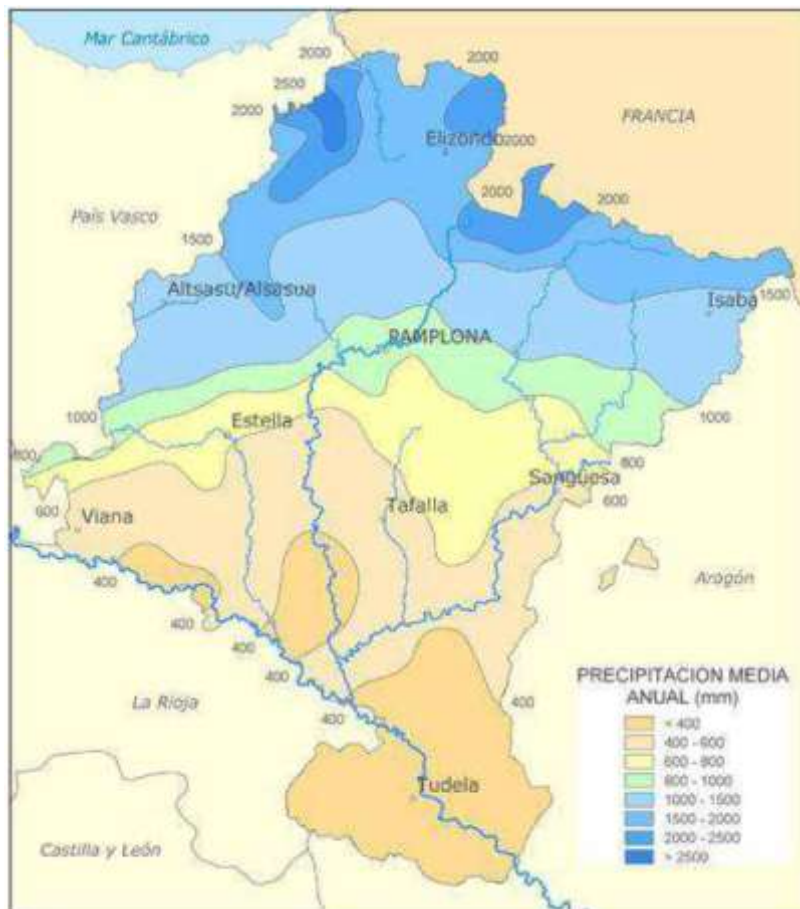 Mar Cantábrico
2000
2000
2500
2000
FRANCIA
Elizondo
2000
2000
2000
País Vasco
1500
Altsasu/Alsasua
Isaba
1500
PAMPLONA
1000
1000
Estella
800
800
Sangüesa
600
600
Viana
Tafalla
400
Aragón
400
400
400
400
400
La Rioja
PRECIPITACION MEDIA
ANUAL (mm)
< 400
400 - 600
600 - 800
800 - 1000
1000 - 1500
1500 - 2000
2000 - 2500
> 2500
Tudela
Castilla y León